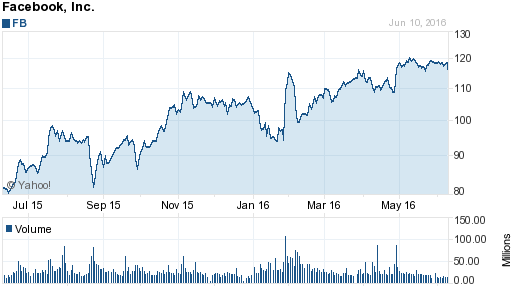 Facebook, Inc.
FB
Jun 10, 2016
130
120
110
100
90
80
© Yahoo!
Jul 15 Sep 15 Nov 15 Jan 16 Mar 16 May 16
Volume
150.00
100.00
50.00
0.00
Millions